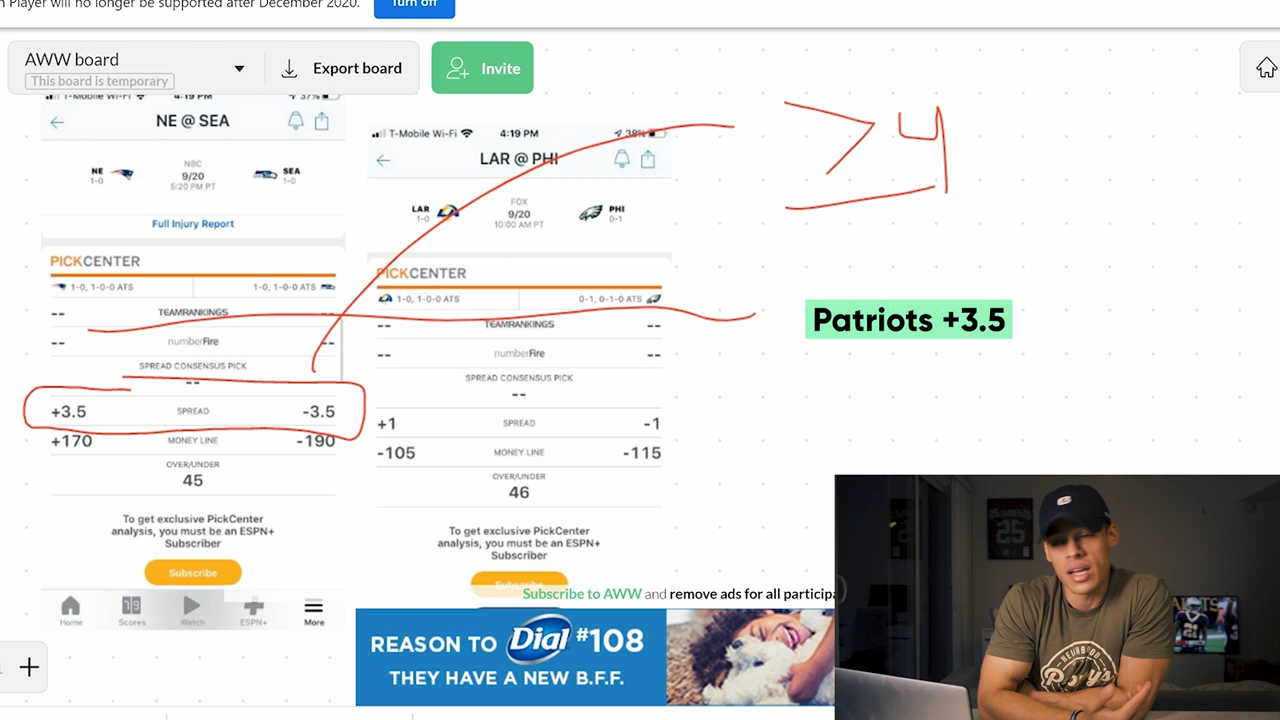 Player will no longer be supported after December 2020.
Turn off
AWW board
This board is temporary
Export board
Invite
4:19 PM
37%
NE @ SEA
NE
1-0
NBC
9/20
5:20 PM PT
SEA
1-0
Full Injury Report
PICKCENTER
1-0, 1-0-0 ATS
1-0, 1-0-0 ATS
-- TEAMRANKINGS --
-- numberFire --
SPREAD CONSENSUS PICK
--
+3.5 SPREAD -3.5
+170 MONEY LINE -190
OVER/UNDER
45
To get exclusive PickCenter
analysis, you must be an ESPN+
Subscriber
Subscribe
Home
Scores
Watch
ESPN+
More
T-Mobile Wi-Fi
4:19 PM
38%
LAR @ PHI
LAR
1-0
FOX
9/20
10:00 AM PT
PHI
0-1
PICKCENTER
1-0, 1-0-0 ATS
0-1, 0-1-0 ATS
-- TEAMRANKINGS --
-- numberFire --
SPREAD CONSENSUS PICK
--
+1 SPREAD -1
-105 MONEY LINE -115
OVER/UNDER
46
To get exclusive PickCenter
analysis, you must be an ESPN+
Subscriber
Subscribe
≥4
Patriots +3.5
Subscribe to AWW and remove ads for all
REASON TO Dial #108
THEY HAVE A NEW B.F.F.
25